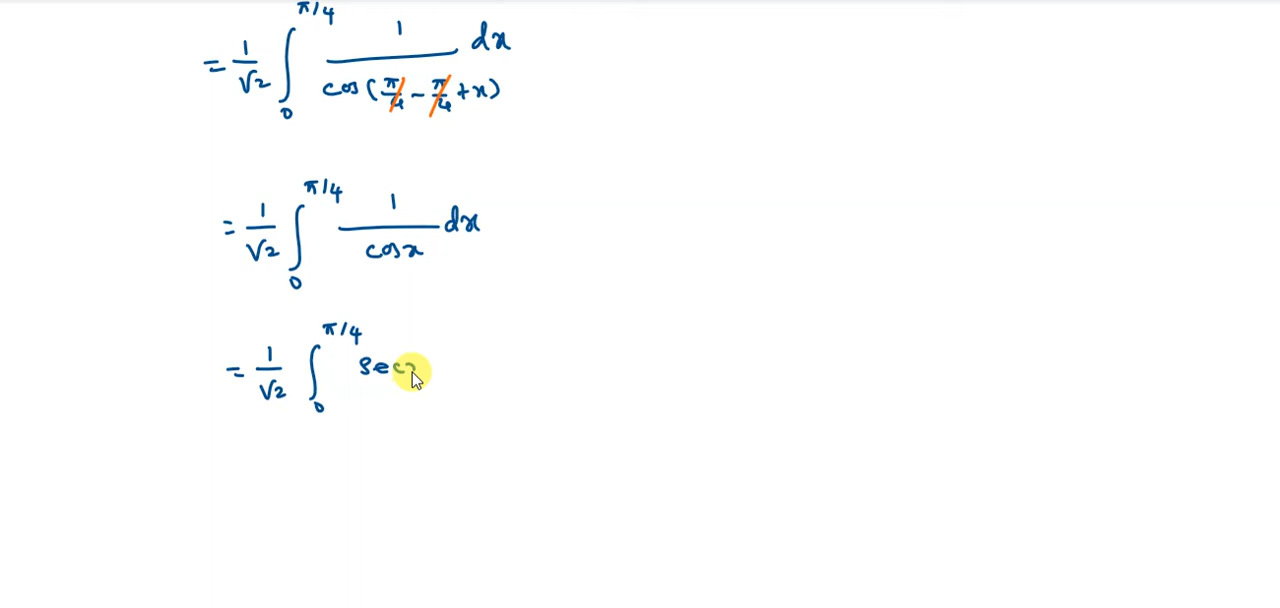 = 1/√2 ∫₀^π/4 1/cos(π/4 - π/4 + x) dx
= 1/√2 ∫₀^π/4 1/cosx dx
= 1/√2 ∫₀^π/4 sec